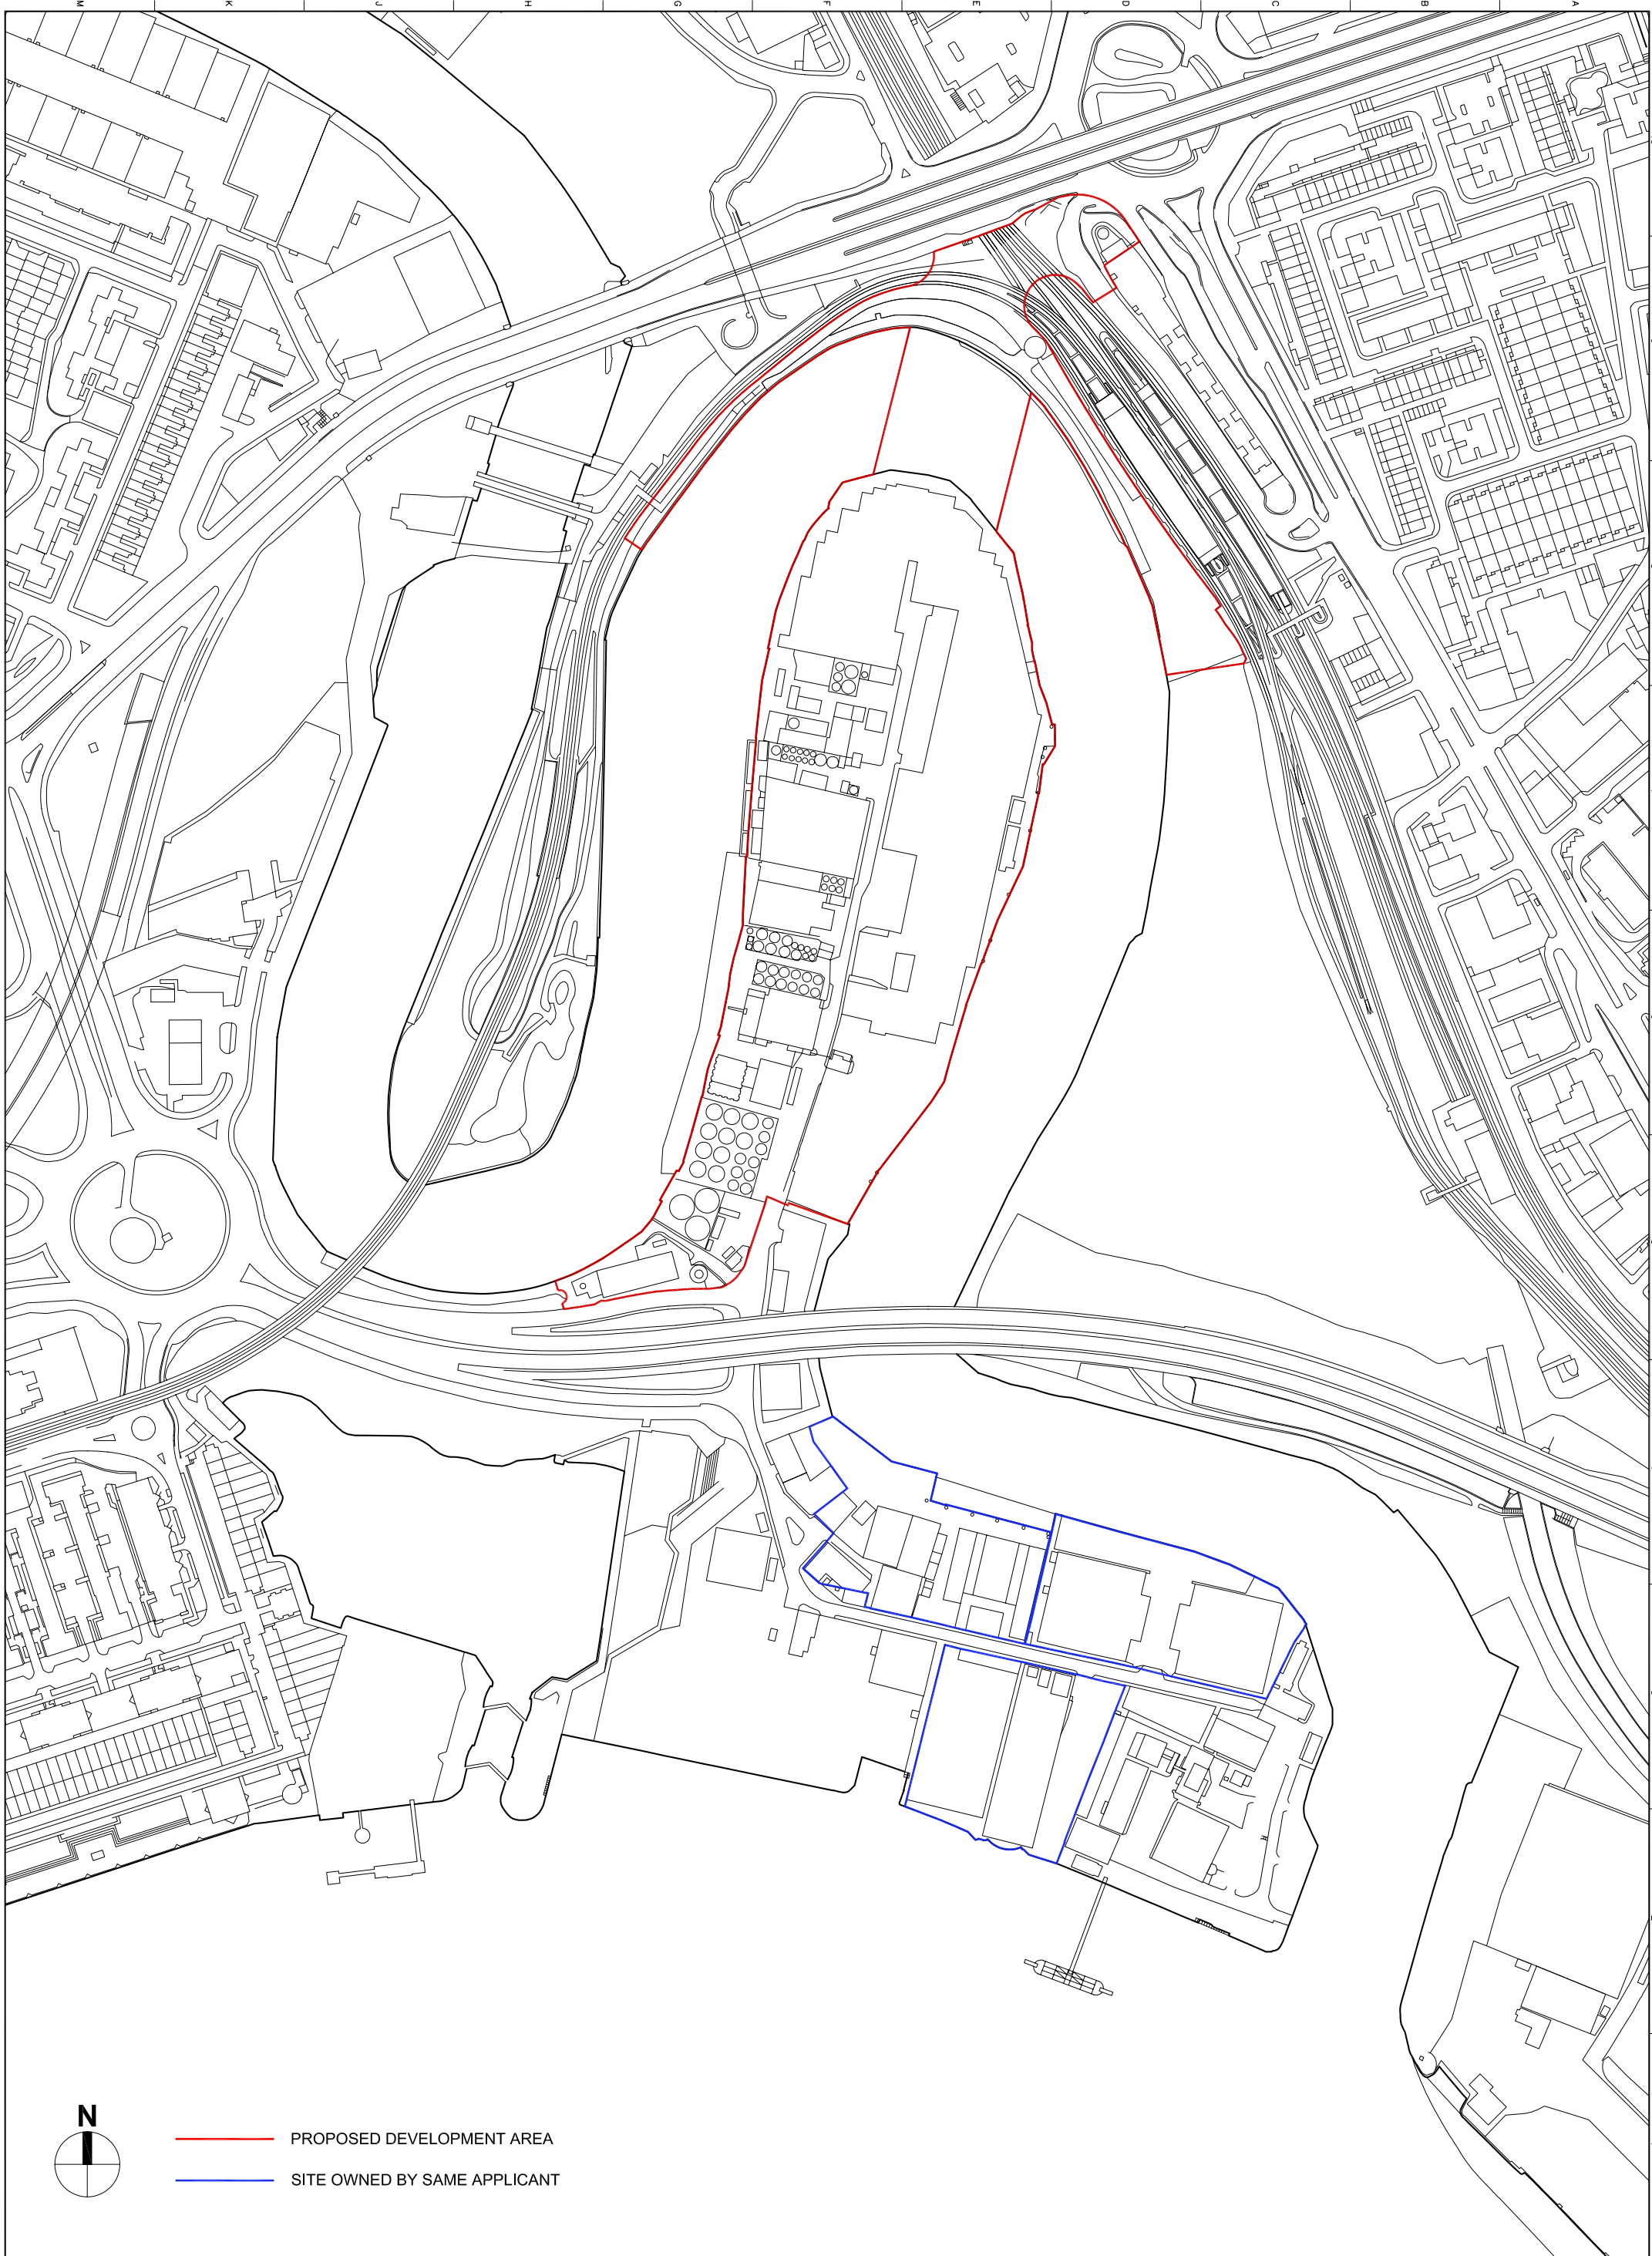 M K J H G F E D C B A
N
PROPOSED DEVELOPMENT AREA
SITE OWNED BY SAME APPLICANT